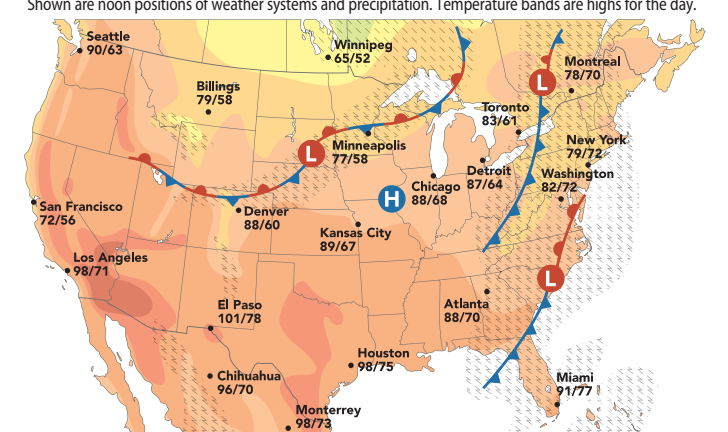 Shown are noon positions of weather systems and precipitation. Temperature bands are highs for the day.
Seattle
90/63
Winnipeg
65/52
Montreal
78/70
L
Billings
79/58
Toronto
83/61
New York
79/72
Minneapolis
77/58
L
Detroit
87/64
Washington
82/72
Chicago
88/68
H
San Francisco
72/56
Denver
88/60
Kansas City
89/67
Los Angeles
98/71
L
El Paso
101/78
Atlanta
88/70
Houston
98/75
Chihuahua
96/70
Miami
91/77
Monterrey
98/73